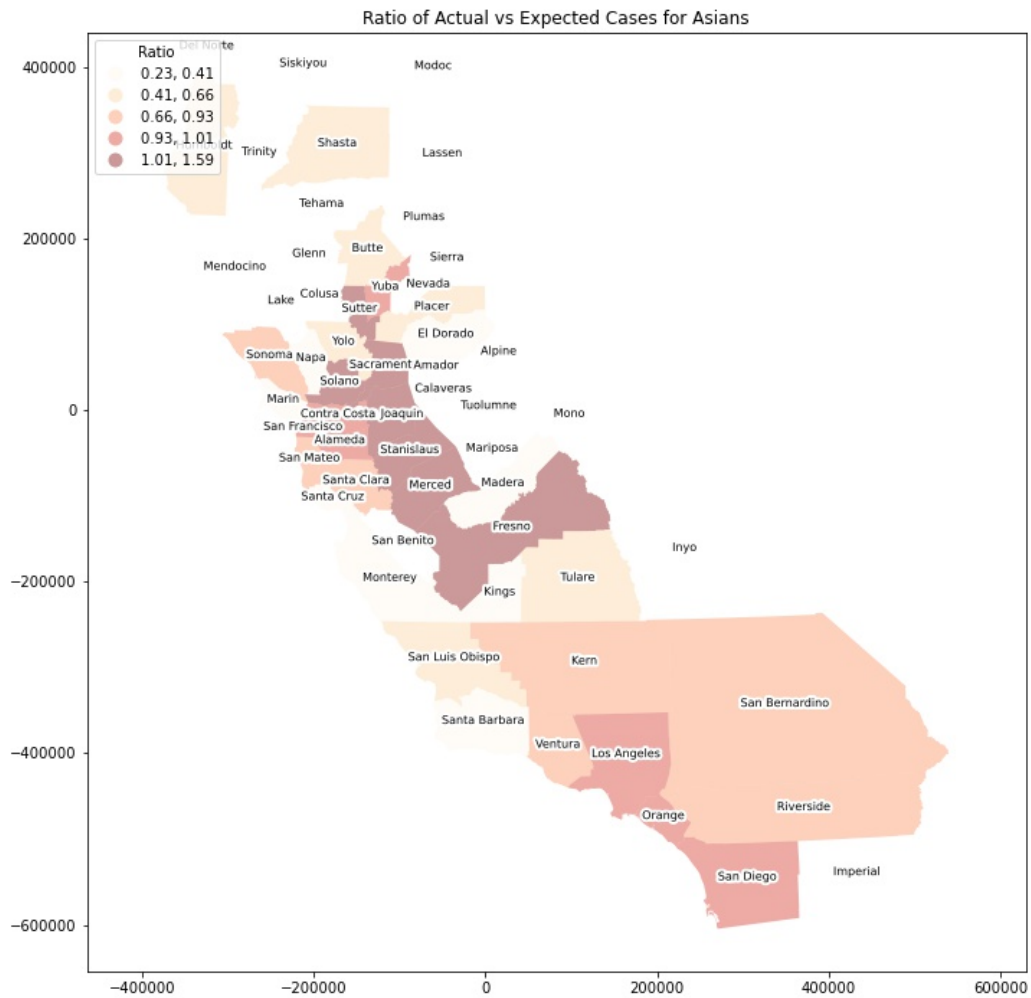 Ratio of Actual vs Expected Cases for Asians
400000
200000
0
−200000
−400000
−600000
Ratio
0.23, 0.41
0.41, 0.66
0.66, 0.93
0.93, 1.01
1.01, 1.59
Del Norte
Siskiyou
Modoc
Humboldt
Trinity
Shasta
Lassen
Tehama
Plumas
Butte
Glenn
Sierra
Mendocino
Yuba
Nevada
Colusa
Lake
Sutter
Placer
Yolo
El Dorado
Sonoma
Napa
Alpine
Sacrament
Amador
Solano
Calaveras
Marin
Tuolumne
Contra Costa
Joaquin
Mono
San Francisco
Alameda
Stanislaus
Mariposa
San Mateo
Santa Clara
Merced
Madera
Santa Cruz
Fresno
San Benito
Inyo
Monterey
Tulare
Kings
San Luis Obispo
Kern
San Bernardino
Santa Barbara
Ventura
Los Angeles
Riverside
Orange
San Diego
Imperial
−400000
−200000
0
200000
400000
600000